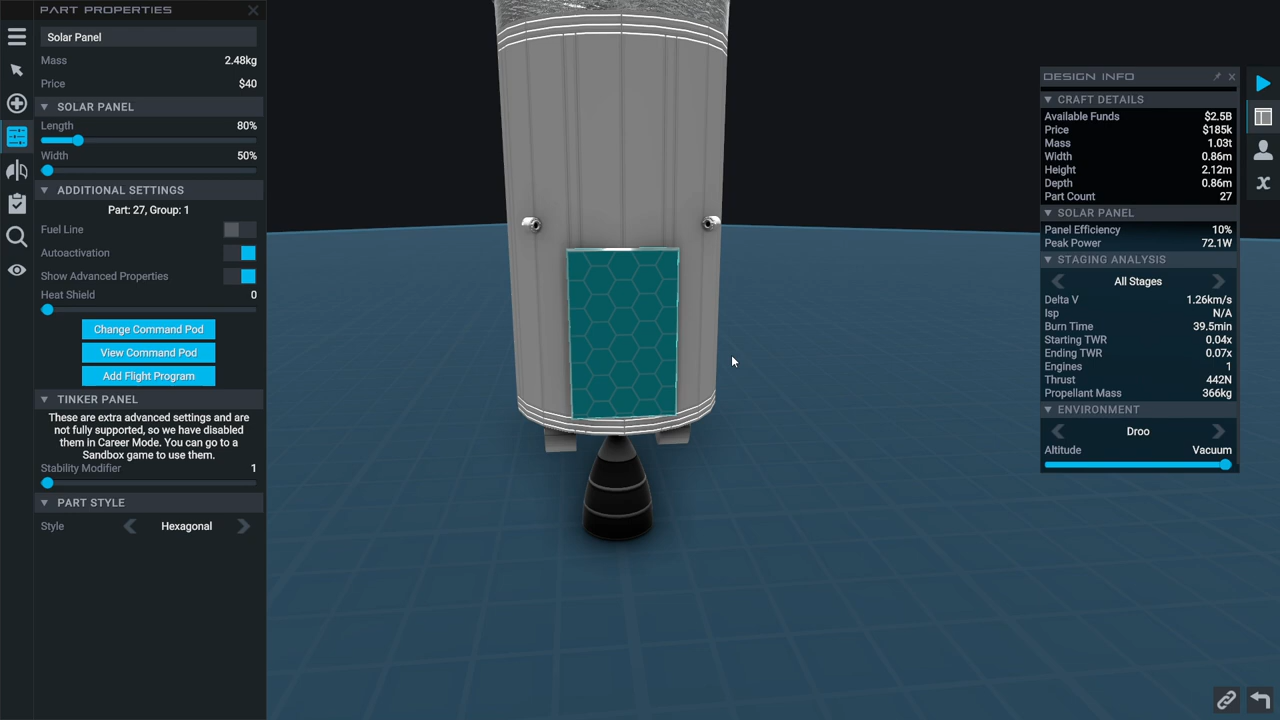 PART PROPERTIES
Solar Panel
Mass 2.48kg
Price $40
SOLAR PANEL
Length 80%
Width 50%
ADDITIONAL SETTINGS
Part: 27, Group: 1
Fuel Line
Autoactivation
Show Advanced Properties
Heat Shield 0
Change Command Pod
View Command Pod
Add Flight Program
TINKER PANEL
These are extra advanced settings and are
not fully supported, so we have disabled
them in Career Mode. You can go to a
Sandbox game to use them.
Stability Modifier 1
PART STYLE
Style Hexagonal
DESIGN INFO
CRAFT DETAILS
Available Funds $2.5B
Price $185k
Mass 1.03t
Width 0.86m
Height 2.12m
Depth 0.86m
Part Count 27
SOLAR PANEL
Panel Efficiency 10%
Peak Power 72.1W
STAGING ANALYSIS
All Stages
Delta V 1.26km/s
Isp N/A
Burn Time 39.5min
Starting TWR 0.04x
Ending TWR 0.07x
Engines 1
Thrust 442N
Propellant Mass 366kg
ENVIRONMENT
Droo
Altitude Vacuum
x